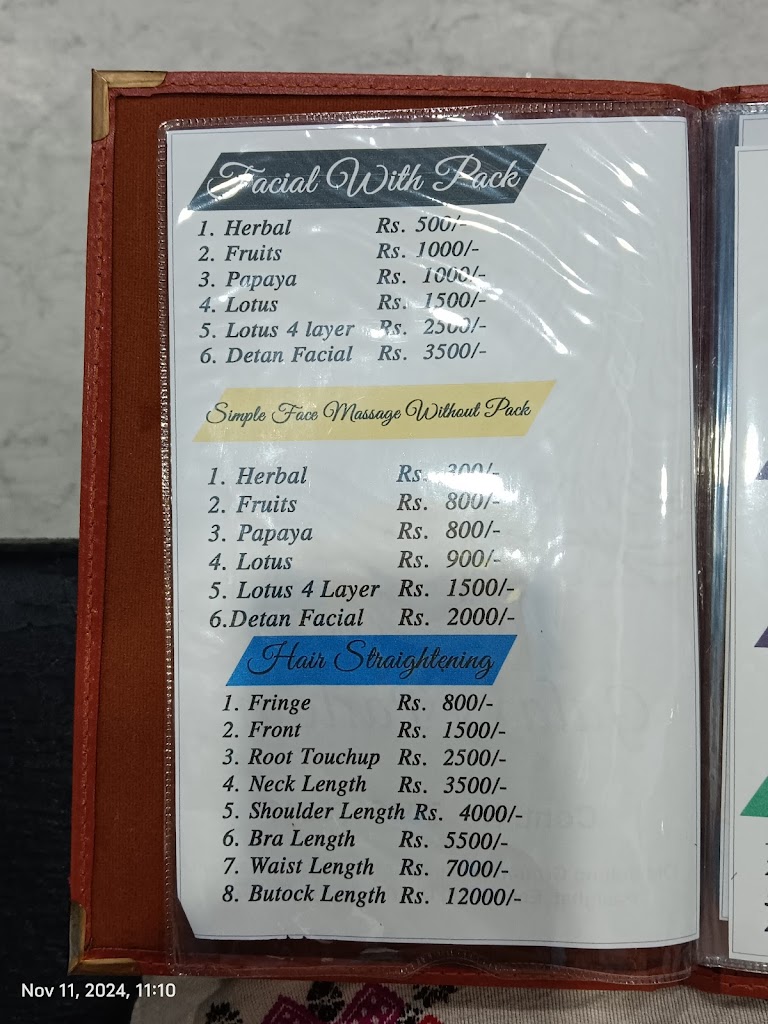 Facial With Pack
1. Herbal Rs. 500/-
2. Fruits Rs. 1000/-
3. Papaya Rs. 1000/-
4. Lotus Rs. 1500/-
5. Lotus 4 layer Rs. 2500/-
6. Detan Facial Rs. 3500/-
Simple Face Massage Without Pack
1. Herbal Rs. 300/-
2. Fruits Rs. 800/-
3. Papaya Rs. 800/-
4. Lotus Rs. 900/-
5. Lotus 4 Layer Rs. 1500/-
6.Detan Facial Rs. 2000/-
Hair Straightening
1. Fringe Rs. 800/-
2. Front Rs. 1500/-
3. Root Touchup Rs. 2500/-
4. Neck Length Rs. 3500/-
5. Shoulder Length Rs. 4000/-
6. Bra Length Rs. 5500/-
7. Waist Length Rs. 7000/-
8. Butock Length Rs. 12000/-
Nov 11, 2024, 11:10